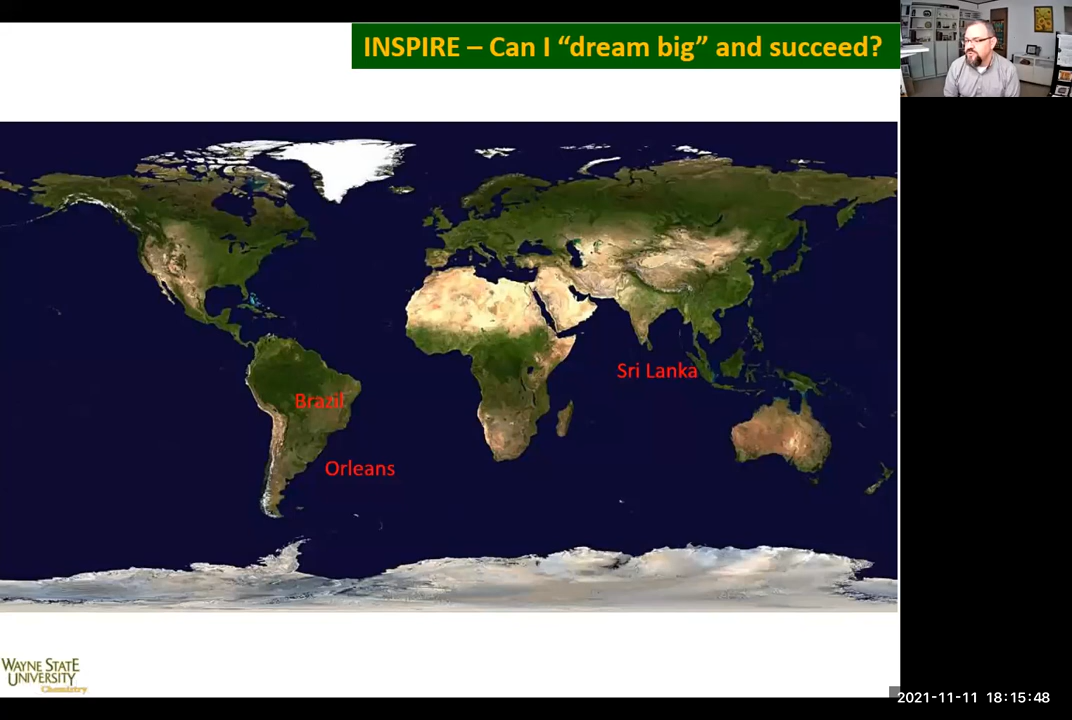 INSPIRE – Can I “dream big” and succeed?
Sri Lanka
Brazil
Orleans
WAYNE STATE
UNIVERSITY
Chemistry
2021-11-11 18:15:48